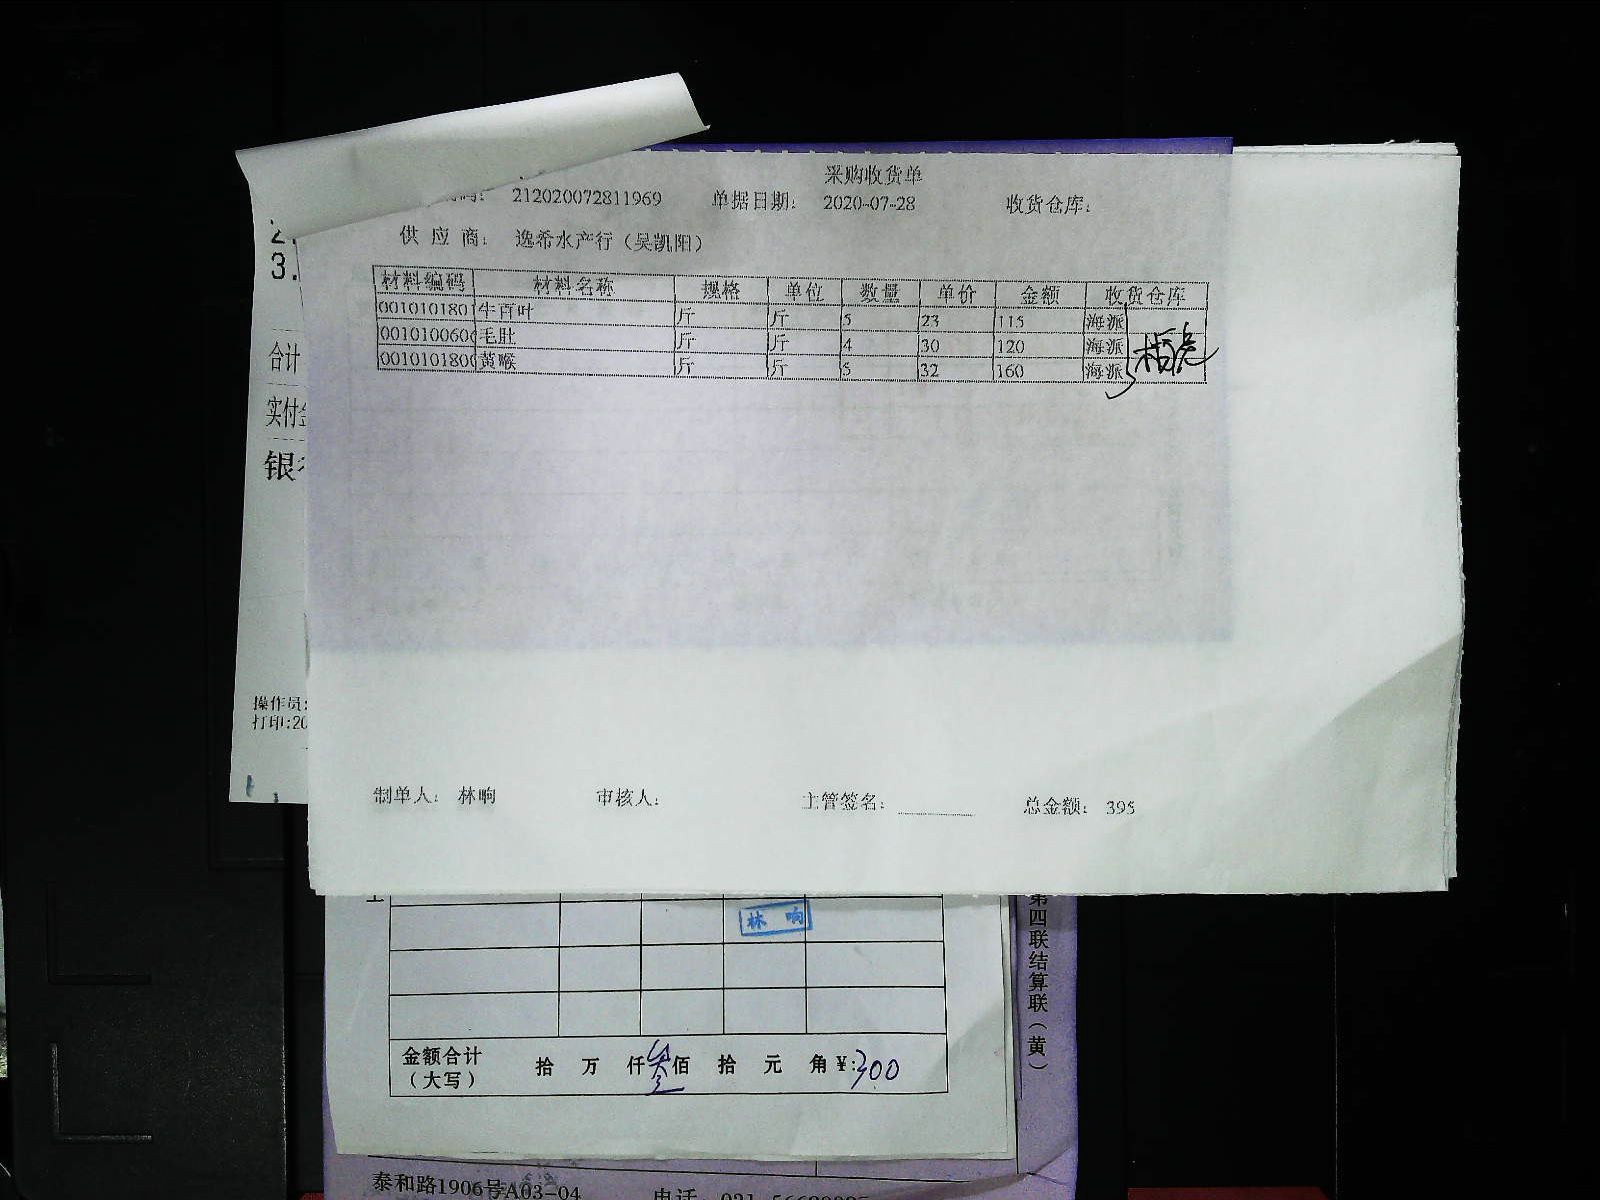 采购收货单
212020072811969 单据日期: 2020-07-28 收货仓库:
供应商: 逸希水产行（吴凯阳）
材料编码 材料名称 规格 单位 数量 单价 金额 收货仓库
0010101801 牛百叶 斤 斤 5 23 115 海派
001010060 毛肚 斤 斤 4 30 120 海派
001010180 黄喉 斤 斤 5 32 160 海派
制单人: 林响 审核人: 主管签名: 总金额: 395
3.
合计
实付
银
操作员:
打印:20
林响
第四联结算联（黄）
金额合计（大写） 拾 万 仟 叁 佰 拾 元 角 ¥:300
泰和路1906号A03-04 电话: